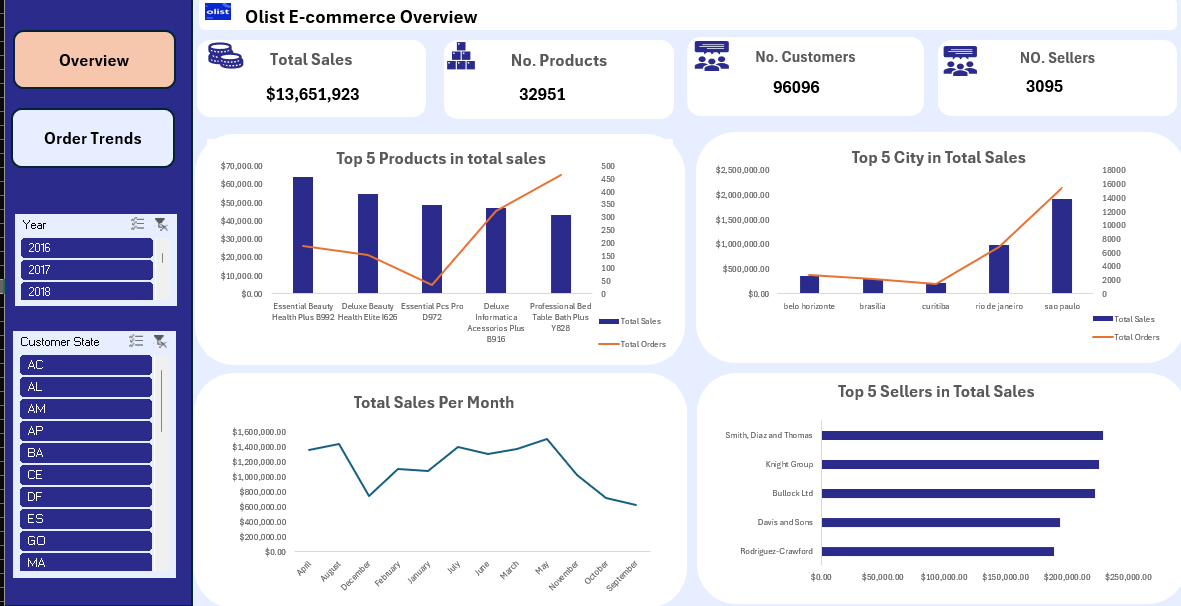 olist
Olist E-commerce Overview
Overview
Order Trends
Year
2016
2017
2018
Customer State
AC
AL
AM
AP
BA
CE
DF
ES
GO
MA
Total Sales
$13,651,923
No. Products
32951
No. Customers
96096
NO. Sellers
3095
Top 5 Products in total sales
$70,000.00
$60,000.00
$50,000.00
$40,000.00
$30,000.00
$20,000.00
$10,000.00
$0.00
500
450
400
350
300
250
200
150
100
50
0
Essential Beauty
Health Plus B992
Deluxe Beauty
Health Elite I626
Essential Pcs Pro
D972
Deluxe
Informatica
Acessorios Plus
B916
Professional Bed
Table Bath Plus
Y828
Total Sales
Total Orders
Top 5 City in Total Sales
$2,500,000.00
$2,000,000.00
$1,500,000.00
$1,000,000.00
$500,000.00
$0.00
18000
16000
14000
12000
10000
8000
6000
4000
2000
0
belo horizonte
brasilia
curitiba
rio de janeiro
sao paulo
Total Sales
Total Orders
Total Sales Per Month
$1,600,000.00
$1,400,000.00
$1,200,000.00
$1,000,000.00
$800,000.00
$600,000.00
$400,000.00
$200,000.00
$0.00
April
August
December
February
January
July
June
March
May
November
October
September
Top 5 Sellers in Total Sales
Smith, Diaz and Thomas
Knight Group
Bullock Ltd
Davis and Sons
Rodriguez-Crawford
$0.00
$50,000.00
$100,000.00
$150,000.00
$200,000.00
$250,000.00